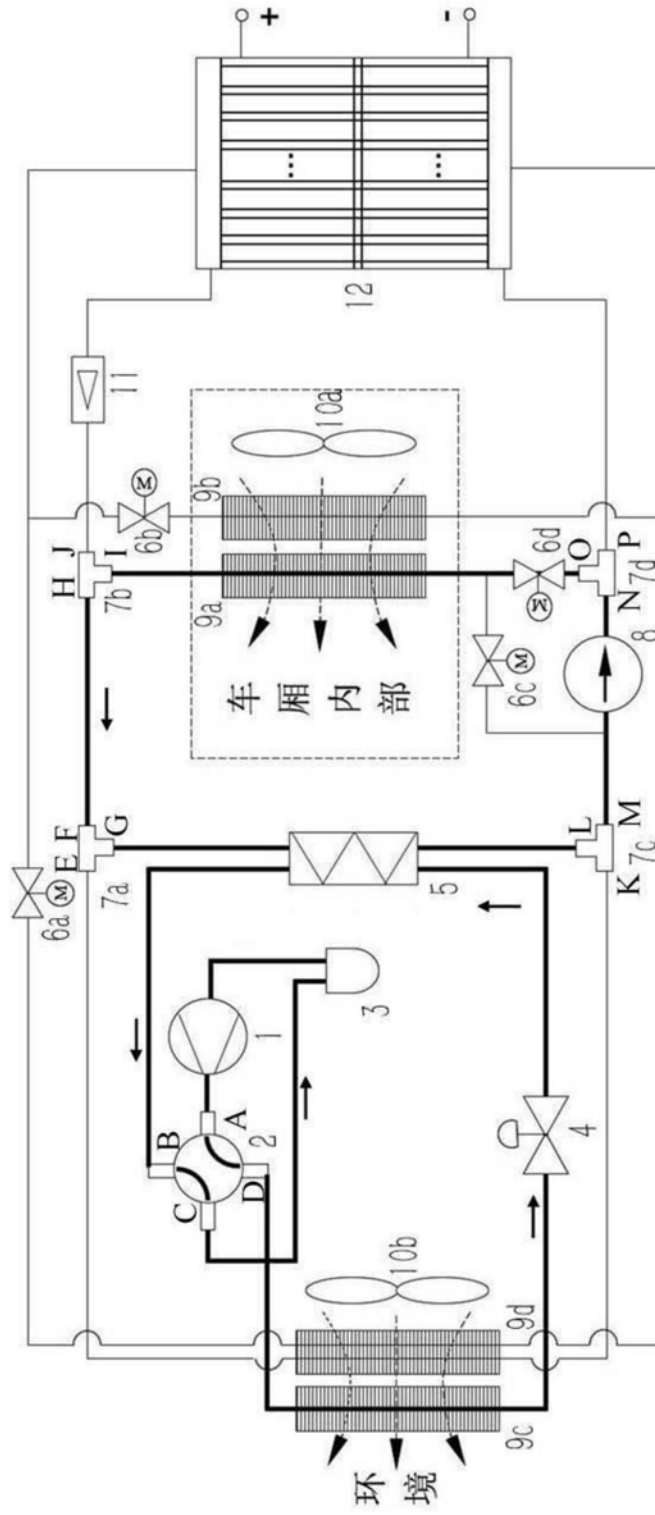 +
6a
M
E
F
H
J
7a
G
7b
I
M
6b
11
B
C
A
2
D
1
9a
9b
10a
车厢内部
12
...
...
-
3
环境
10b
9d
9c
4
5
6c
M
6d
M
L
O
K
M
N
P
7c
8
7d